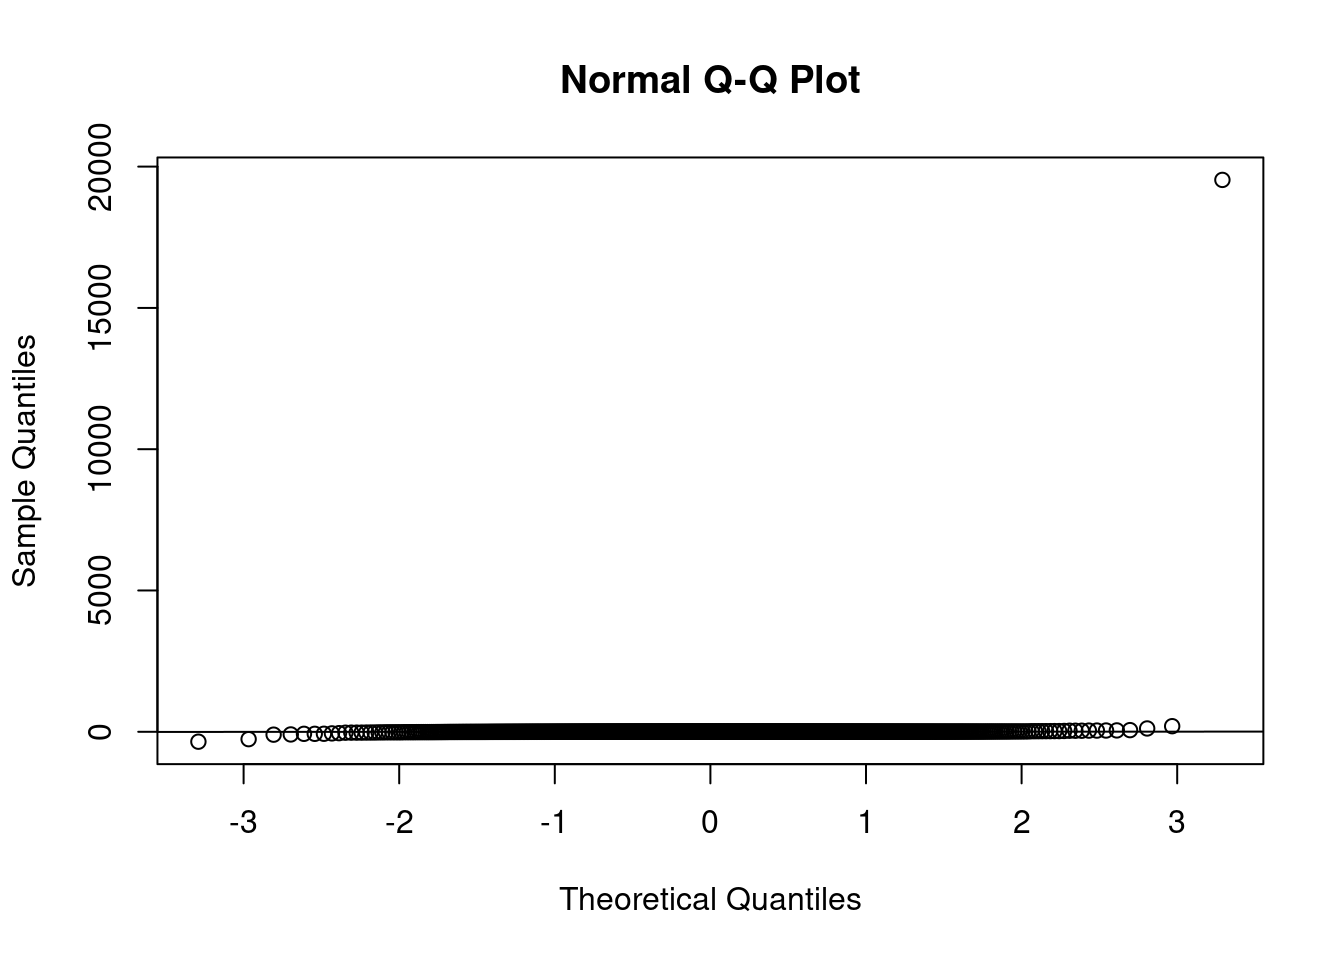 Normal Q-Q Plot
Sample Quantiles
20000
15000
10000
5000
0
-3 -2 -1 0 1 2 3
Theoretical Quantiles